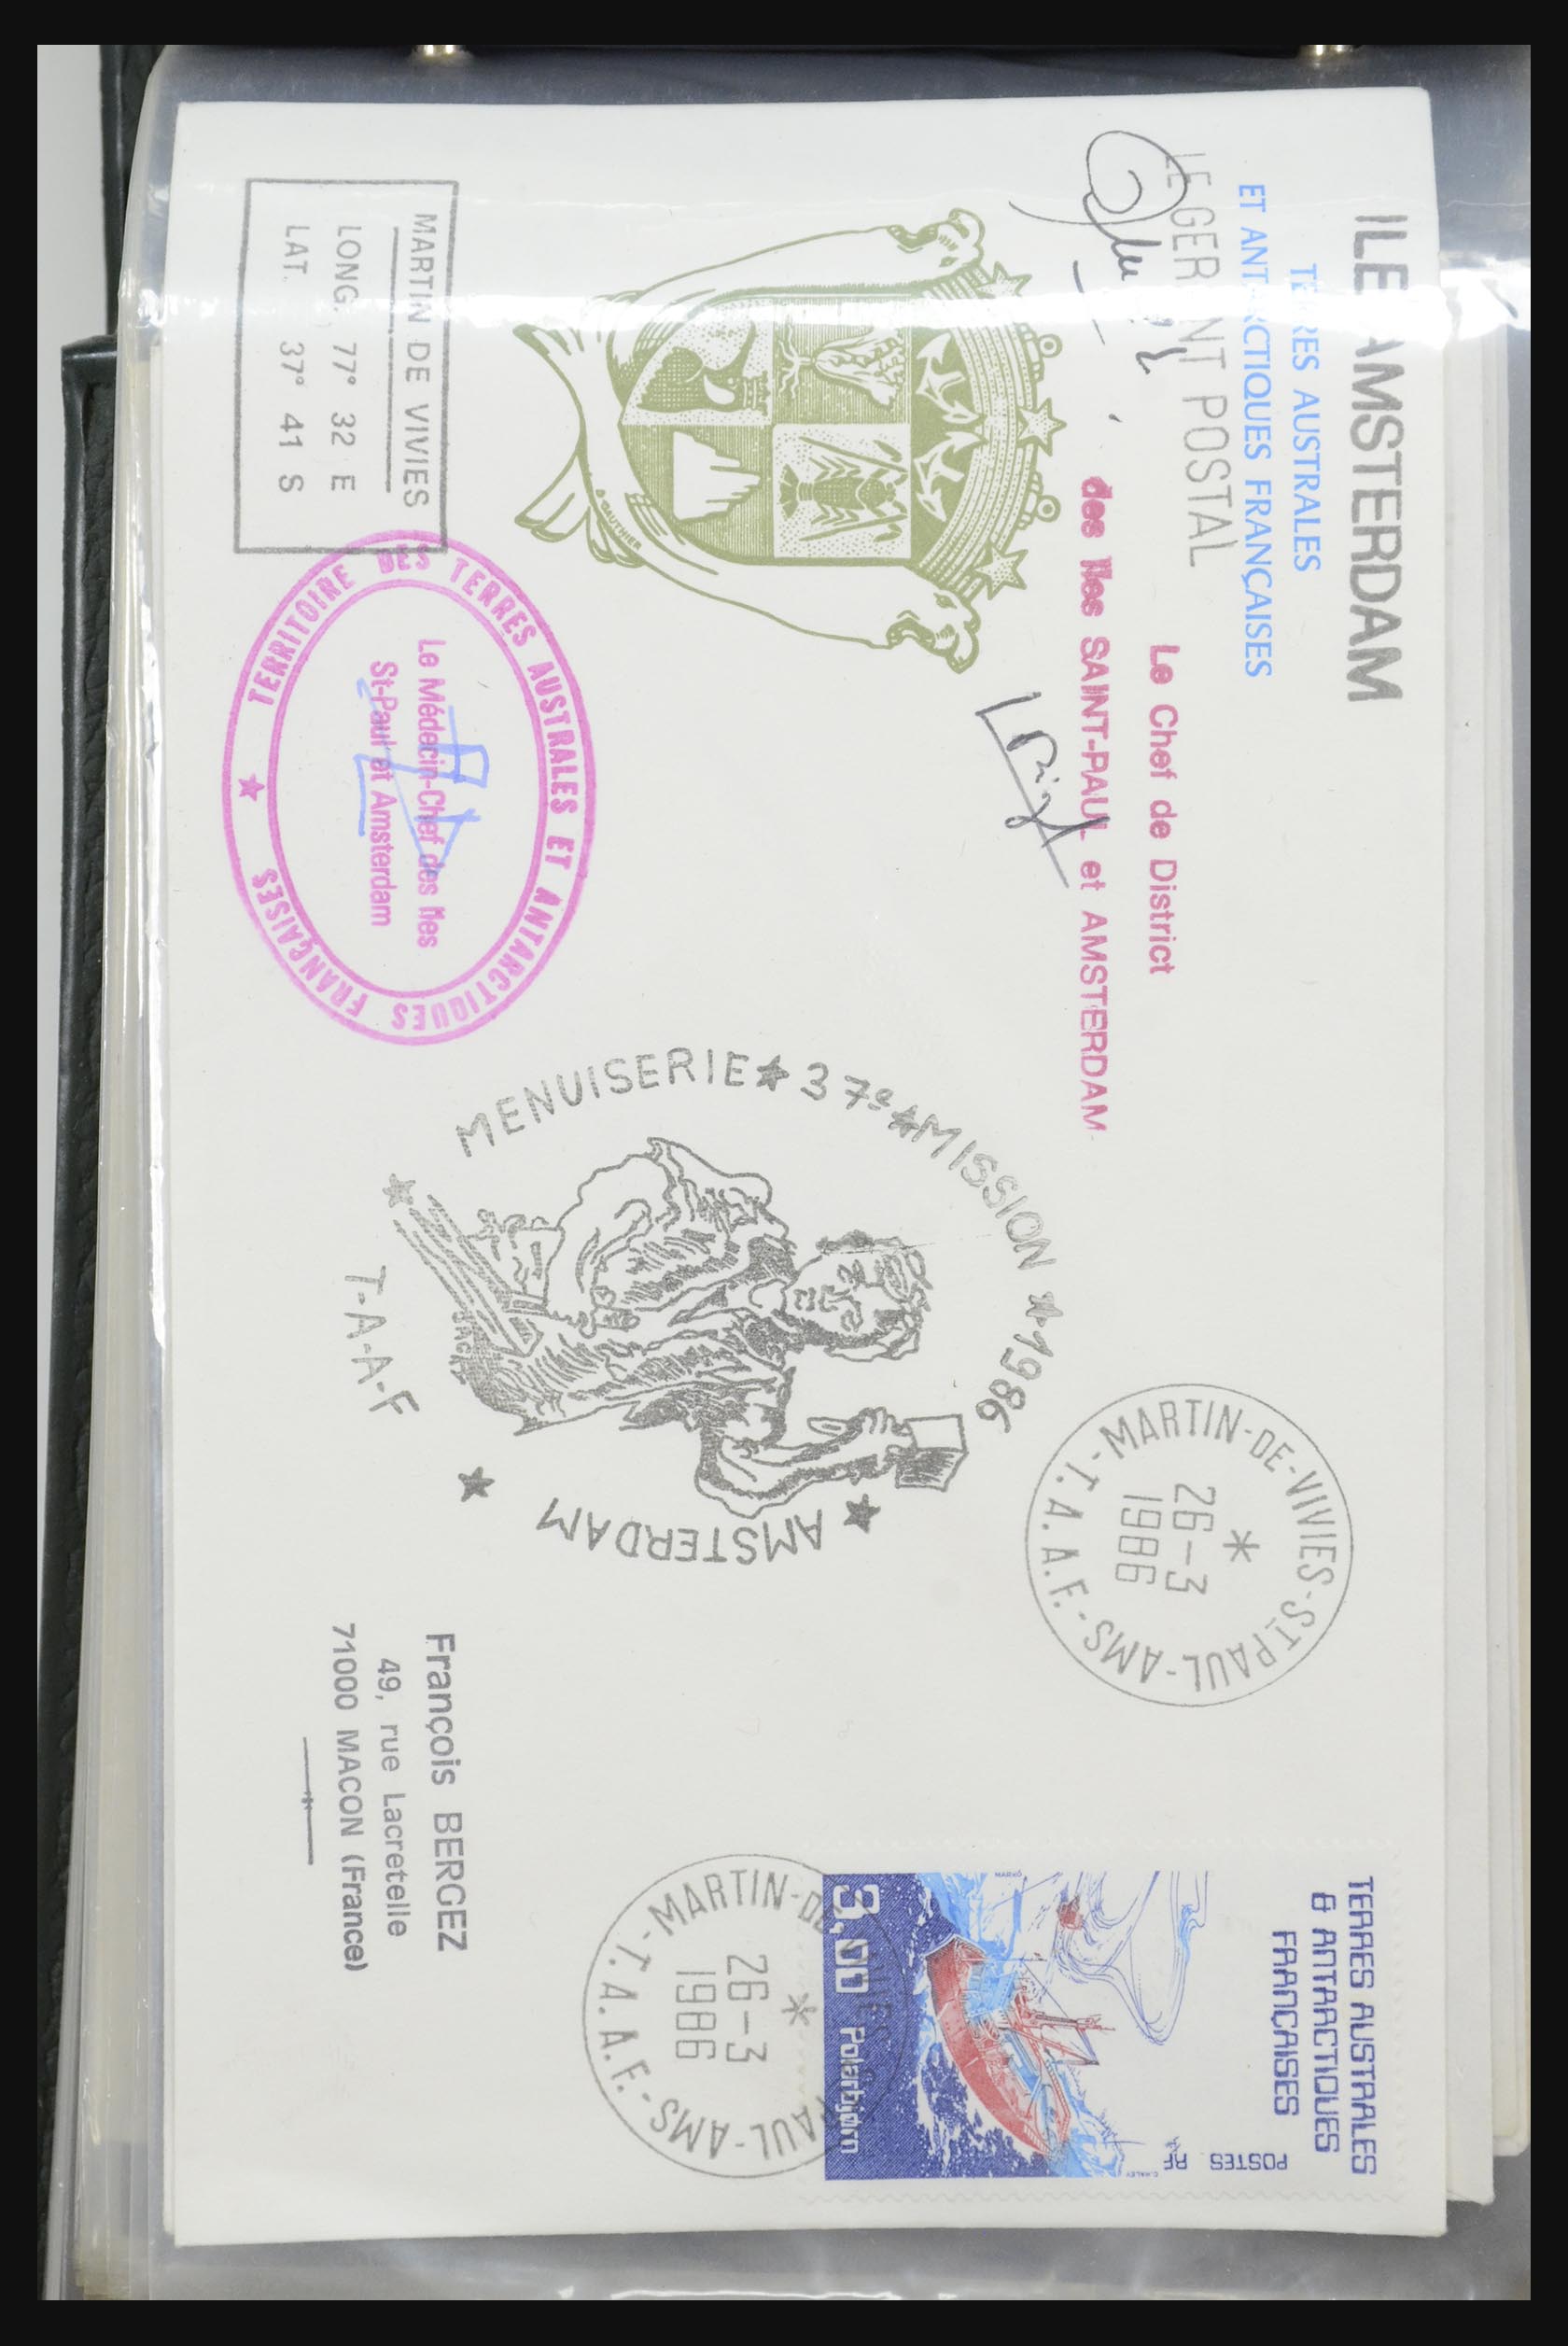 ILE AMSTERDAM
TERRES AUSTRALES
ET ANTARCTIQUES FRANÇAISES
LE GERANT POSTAL
Le Chef de District
des Iles SAINT-PAUL et AMSTERDAM
MARTIN DE VIVIES
LONG. 77° 32 E
LAT. 37° 41 S
TERRITOIRE DES TERRES AUSTRALES ET ANTARCTIQUES FRANÇAISES
Le Médecin-Chef des Iles
St-Paul et Amsterdam
MENUISERIE ★ 37e ★ MISSION ★ 1986
★ AMSTERDAM ★
T-A-A-F ★
MARTIN-DE-VIVIES-ST PAUL-AMS-T.A.A.F.-
26-3
1986
TERRES AUSTRALES
& ANTARCTIQUES
FRANÇAISES
POSTES RF
3,00 Polarbjørn
MARTIN-DE-VIVIES-ST PAUL-AMS-T.A.A.F.-
26-3
1986
François BERGEZ
49, rue Lacretelle
71000 MACON (France)